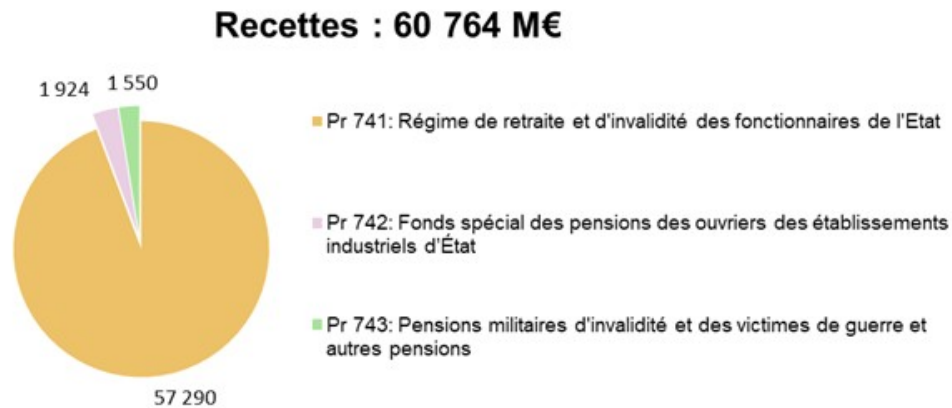 Recettes : 60 764 M€
1 924
1 550
57 290
Pr 741: Régime de retraite et d'invalidité des fonctionnaires de l'Etat
Pr 742: Fonds spécial des pensions des ouvriers des établissements
industriels d'État
Pr 743: Pensions militaires d'invalidité et des victimes de guerre et
autres pensions